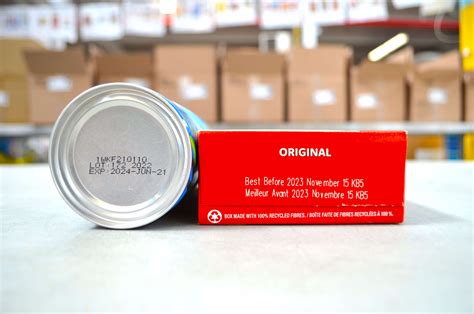 1WKF210110
LOT: 172 2022
EXP: 2024-JUN-21
ORIGINAL
Best Before 2023 November 15 KB5
Meilleur Avant 2023 Novembre 15 KB5
BOX MADE WITH 100% RECYCLED FIBRES. / BOÎTE FAITE DE FIBRES RECYCLÉES À 100 %.